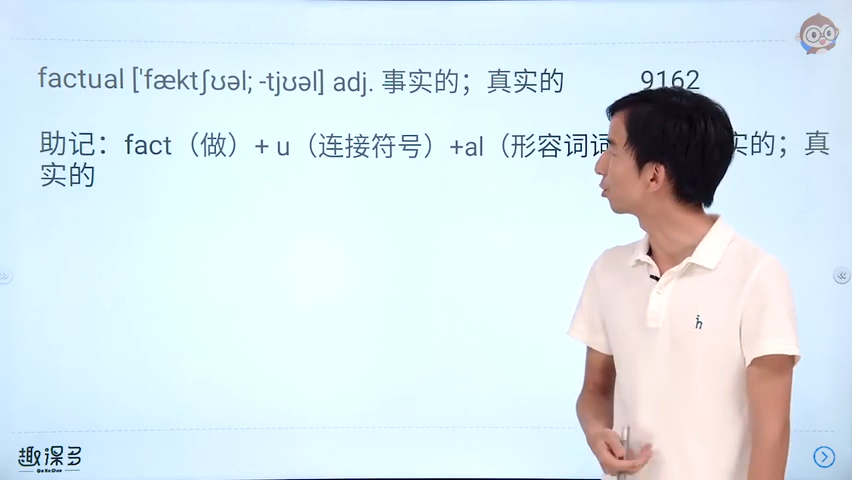 factual [ˈfæktʃʊəl; -tjʊəl] adj. 事实的；真实的 9162
助记：fact（做）+ u（连接符号）+al（形容词词 实的；真
实的
趣课多